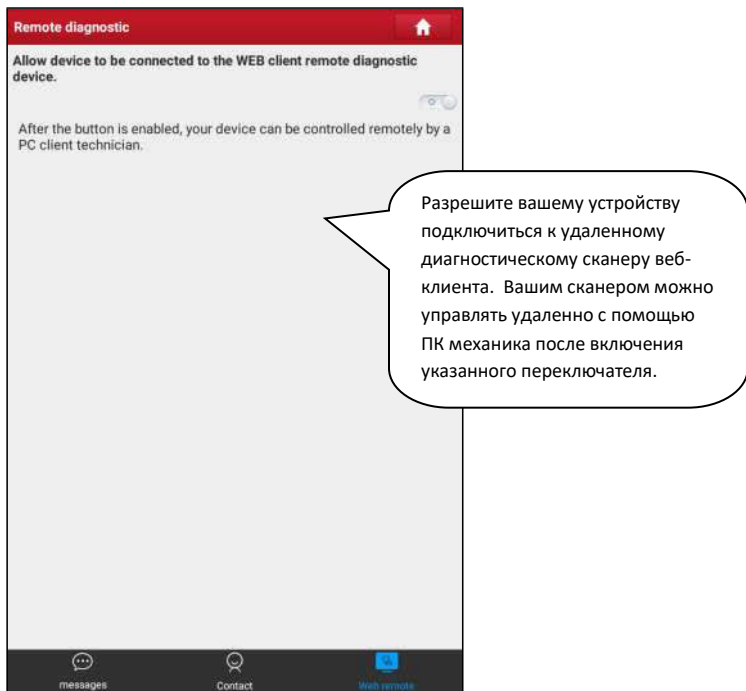 Remote diagnostic
Allow device to be connected to the WEB client remote diagnostic
device.
After the button is enabled, your device can be controlled remotely by a
PC client technician.
Разрешите вашему устройству
подключиться к удаленному
диагностическому сканеру веб-
клиента. Вашим сканером можно
управлять удаленно с помощью
ПК механика после включения
указанного переключателя.
messages
Contact
Web remote